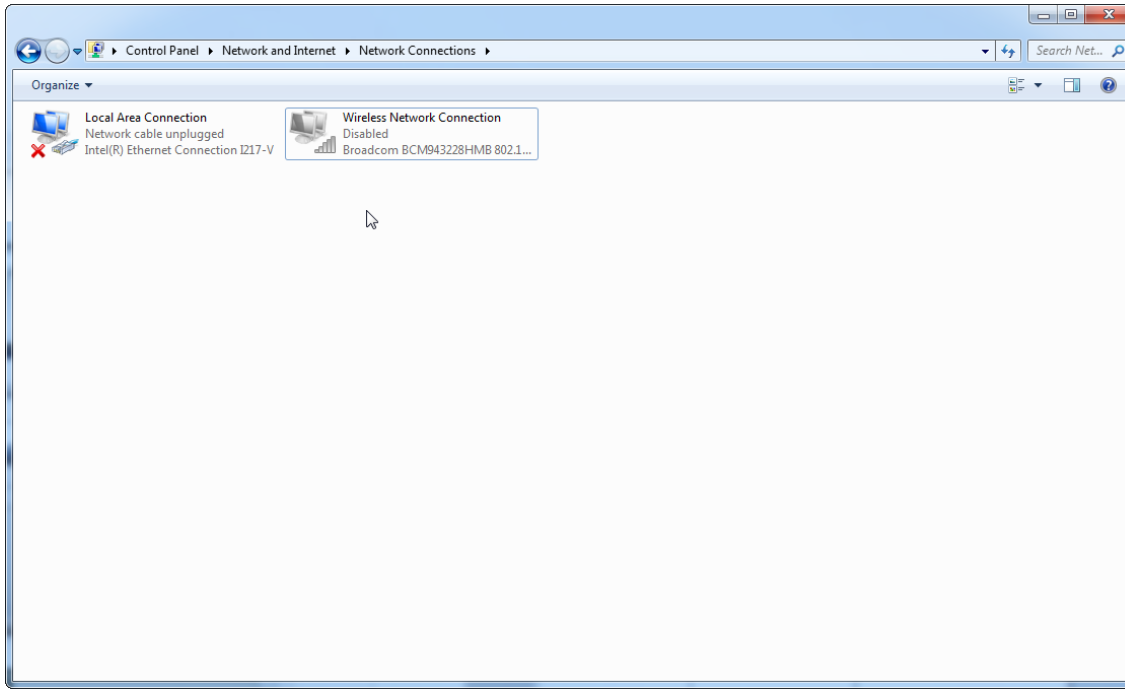 Control Panel Network and Internet Network Connections
Search Net...
Organize
Local Area Connection
Network cable unplugged
Intel(R) Ethernet Connection I217-V
Wireless Network Connection
Disabled
Broadcom BCM943228HMB 802.1...